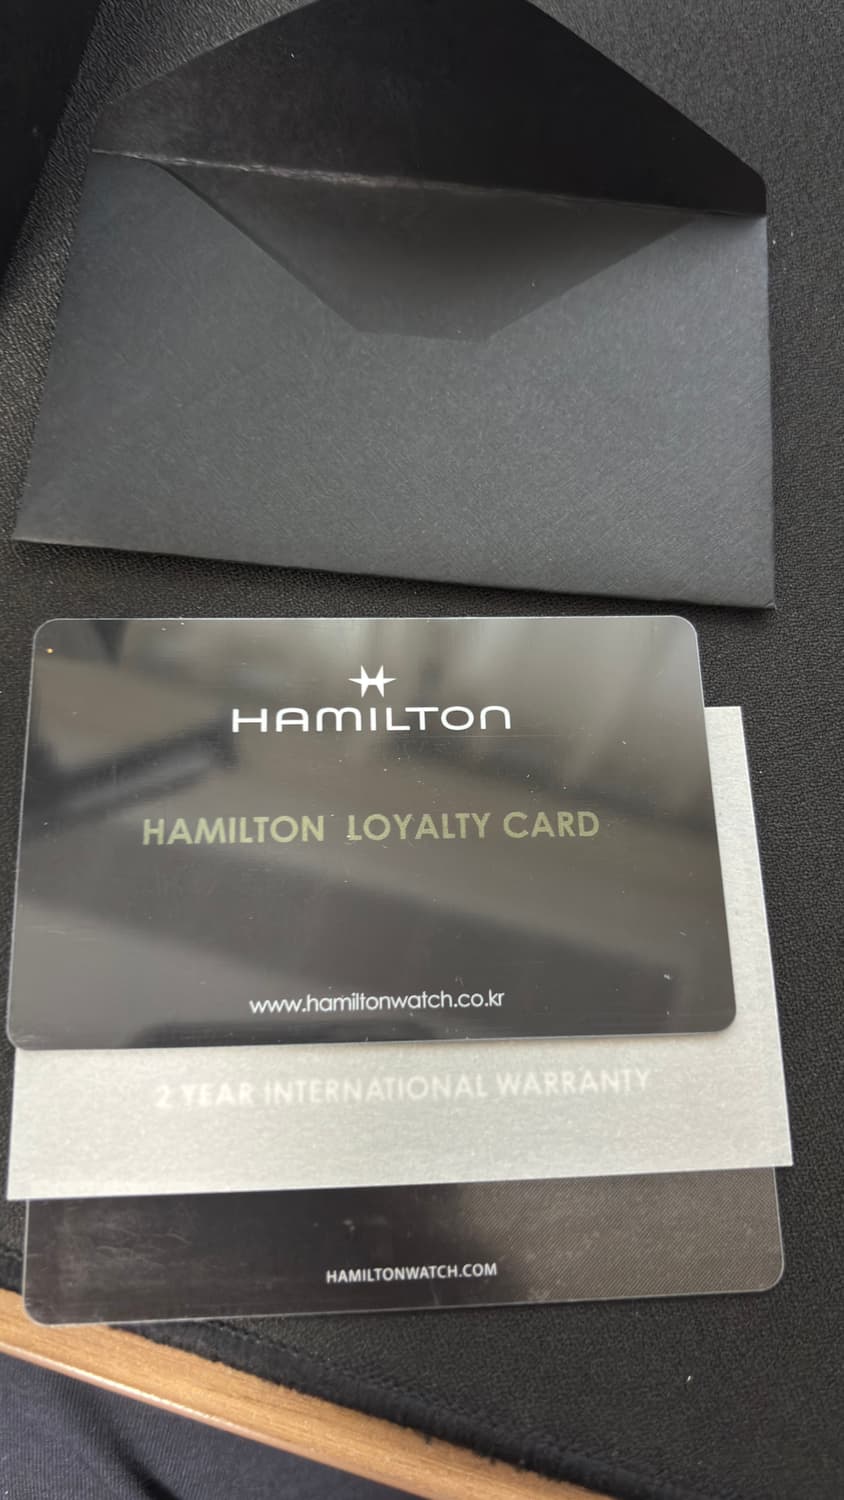 HAMILTON
HAMILTON LOYALTY CARD
www.hamiltonwatch.co.kr
2 YEAR INTERNATIONAL WARRANTY
HAMILTONWATCH.COM